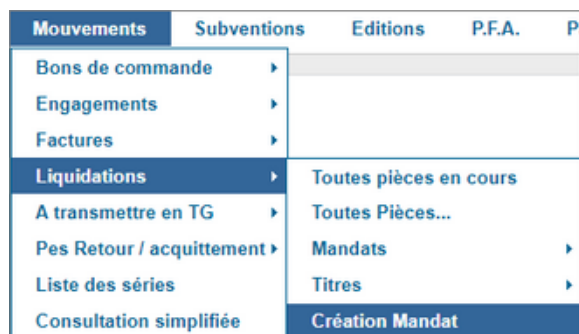 Mouvements Subventions Editions P.F.A. P
Bons de commande
Engagements
Factures
Liquidations
Toutes pièces en cours
A transmettre en TG
Toutes Pièces...
Pes Retour / acquittement
Mandats
Liste des séries
Titres
Consultation simplifiée
Création Mandat